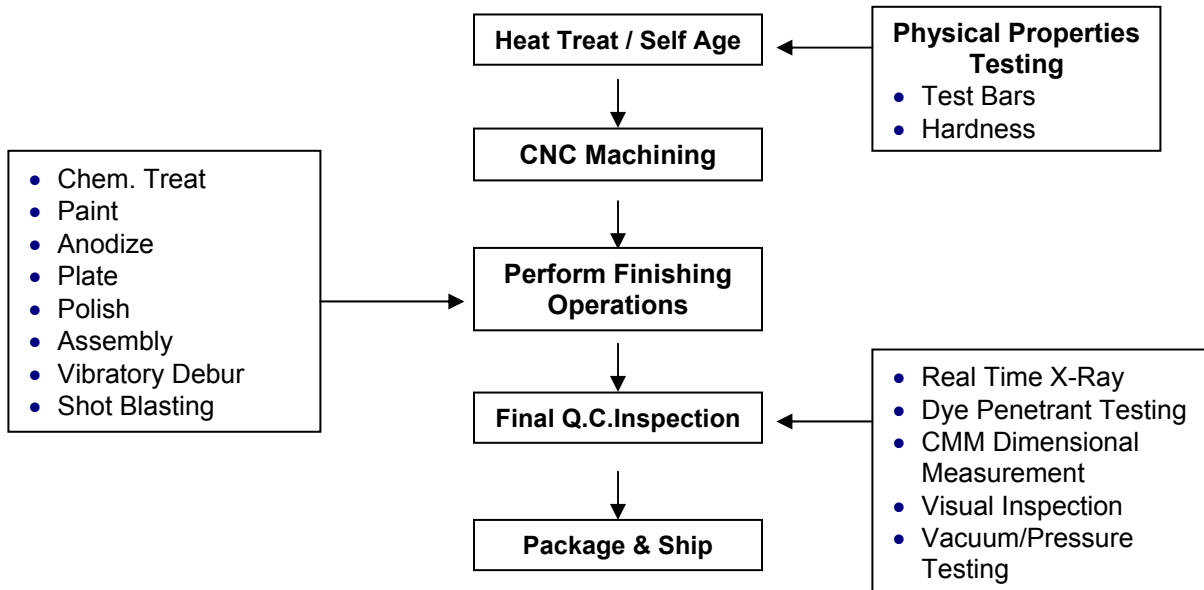 Heat Treat / Self Age
Physical Properties
Testing
• Test Bars
• Hardness
CNC Machining
• Chem. Treat
• Paint
• Anodize
• Plate
• Polish
• Assembly
• Vibratory Debur
• Shot Blasting
Perform Finishing
Operations
Final Q.C.Inspection
• Real Time X-Ray
• Dye Penetrant Testing
• CMM Dimensional
Measurement
• Visual Inspection
• Vacuum/Pressure
Testing
Package & Ship